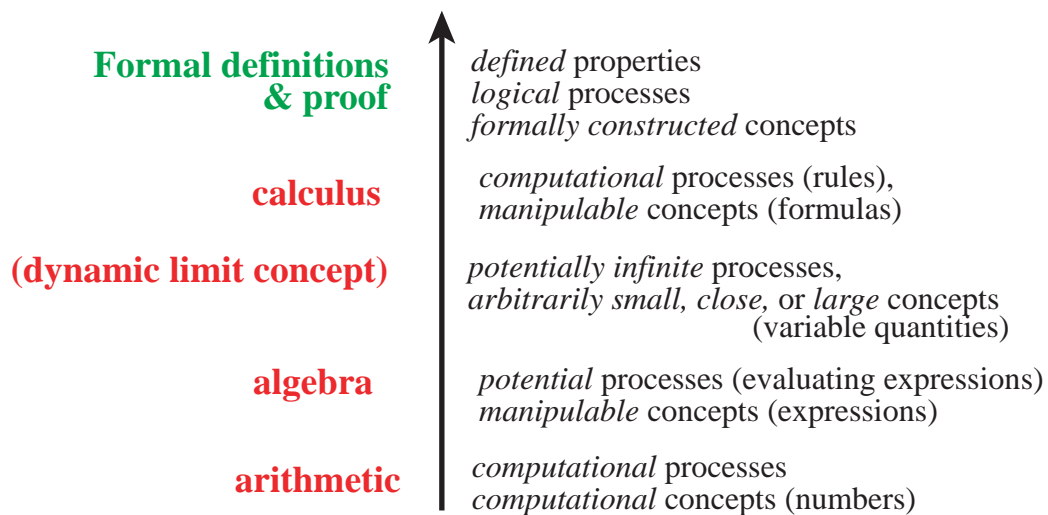 Formal definitions
& proof
defined properties
logical processes
formally constructed concepts
calculus
computational processes (rules),
manipulable concepts (formulas)
(dynamic limit concept)
potentially infinite processes,
arbitrarily small, close, or large concepts
(variable quantities)
algebra
potential processes (evaluating expressions)
manipulable concepts (expressions)
arithmetic
computational processes
computational concepts (numbers)